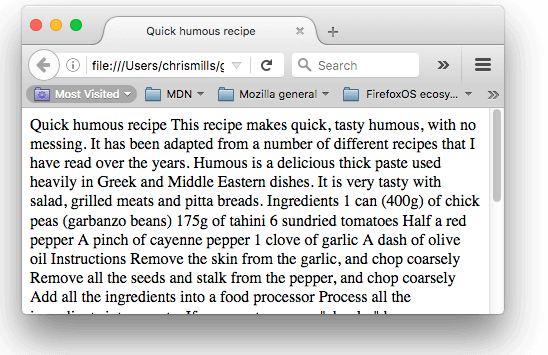 Quick humous recipe
file:///Users/chrismills/g
Search
Most Visited
MDN
Mozilla general
FirefoxOS ecosy...
Quick humous recipe This recipe makes quick, tasty humous, with no
messing. It has been adapted from a number of different recipes that I
have read over the years. Humous is a delicious thick paste used
heavily in Greek and Middle Eastern dishes. It is very tasty with
salad, grilled meats and pitta breads. Ingredients 1 can (400g) of chick
peas (garbanzo beans) 175g of tahini 6 sundried tomatoes Half a red
pepper A pinch of cayenne pepper 1 clove of garlic A dash of olive
oil Instructions Remove the skin from the garlic, and chop coarsely
Remove all the seeds and stalk from the pepper, and chop coarsely
Add all the ingredients into a food processor Process all the